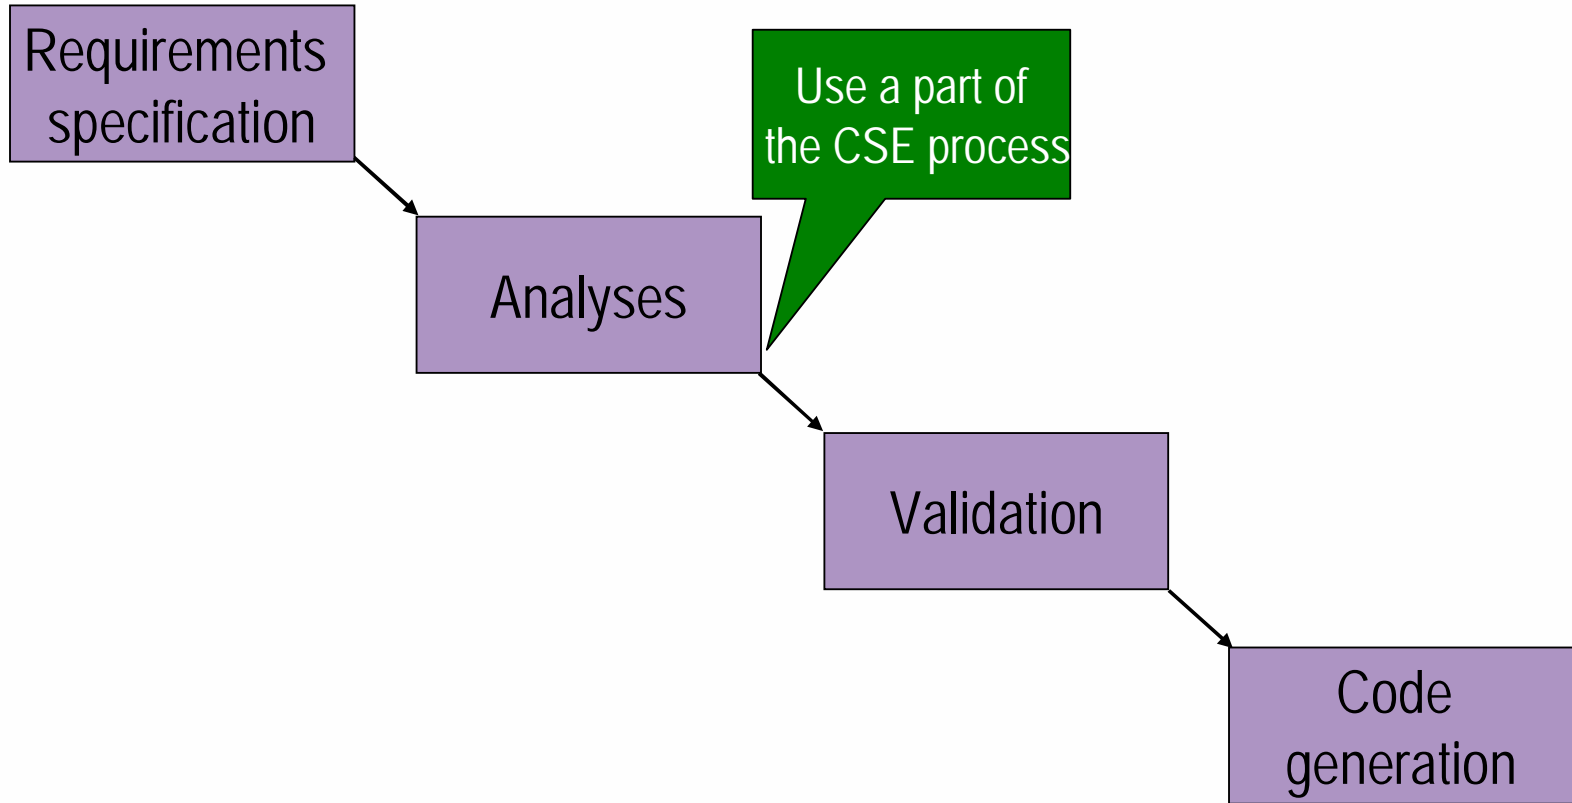 Requirements
specification
Use a part of
the CSE process
Analyses
Validation
Code
generation